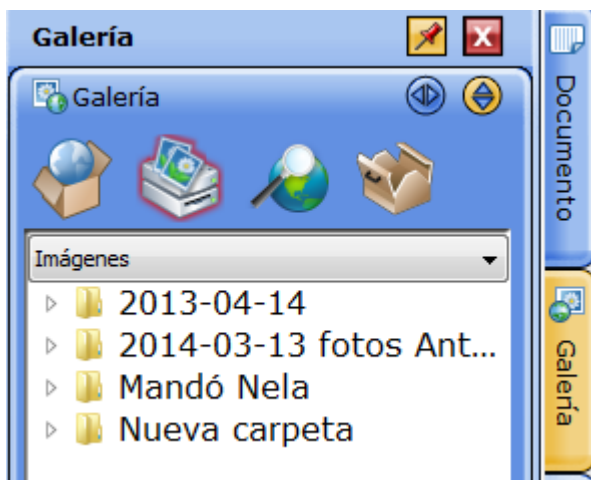 Galería
Galería
Imágenes
2013-04-14
2014-03-13 fotos Ant...
Mandó Nela
Nueva carpeta
Documento
Galería